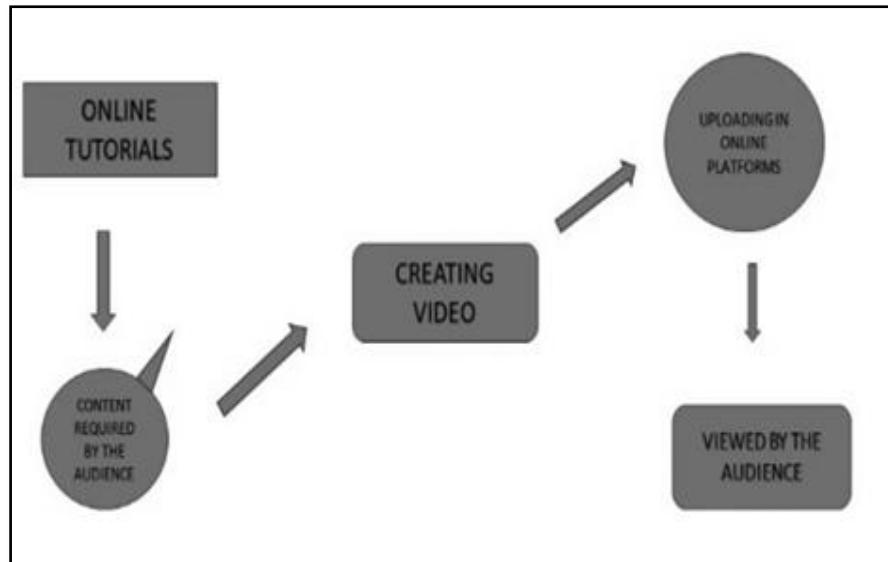 ONLINE
TUTORIALS
CONTENT
REQUIRED
BY THE
AUDIENCE
CREATING
VIDEO
UPLOADING IN
ONLINE
PLATFORMS
VIEWED BY THE
AUDIENCE